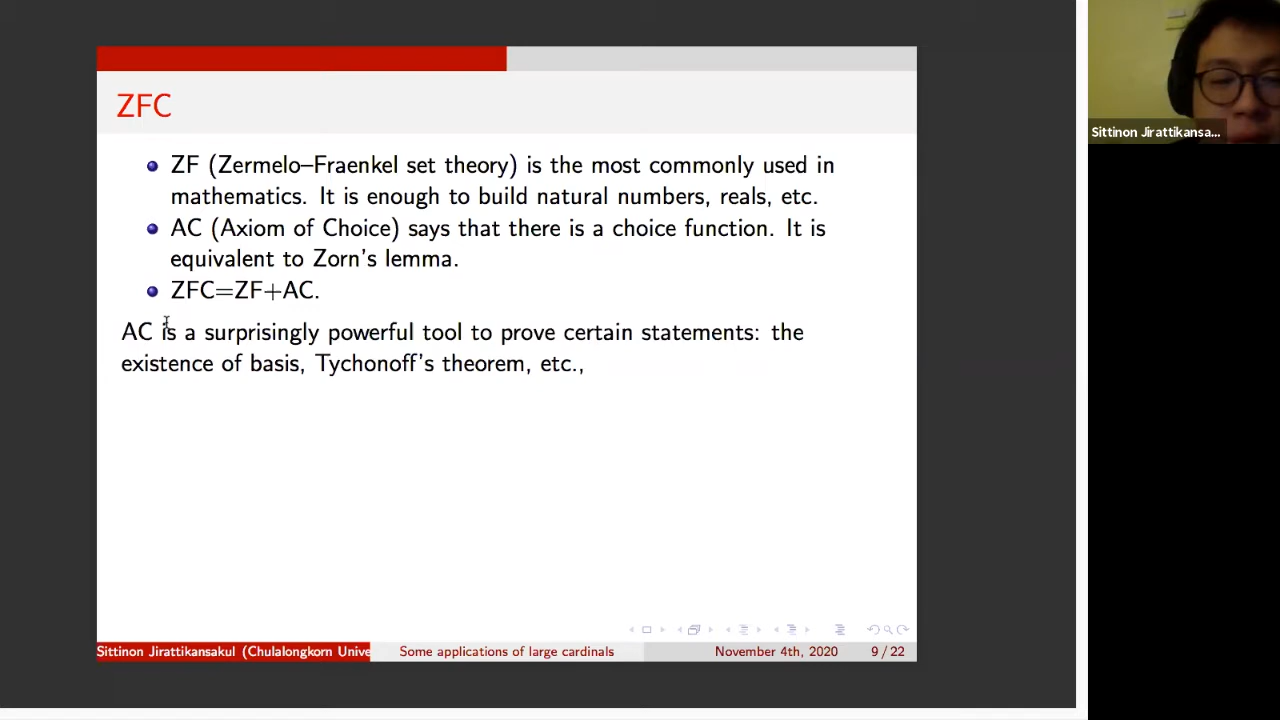 ZFC
ZF (Zermelo–Fraenkel set theory) is the most commonly used in
mathematics. It is enough to build natural numbers, reals, etc.
AC (Axiom of Choice) says that there is a choice function. It is
equivalent to Zorn's lemma.
ZFC=ZF+AC.
AC is a surprisingly powerful tool to prove certain statements: the
existence of basis, Tychonoff's theorem, etc.,
Sittinon Jirattikansakul (Chulalongkorn Unive
Some applications of large cardinals
November 4th, 2020
9 / 22
Sittinon Jirattikansa...